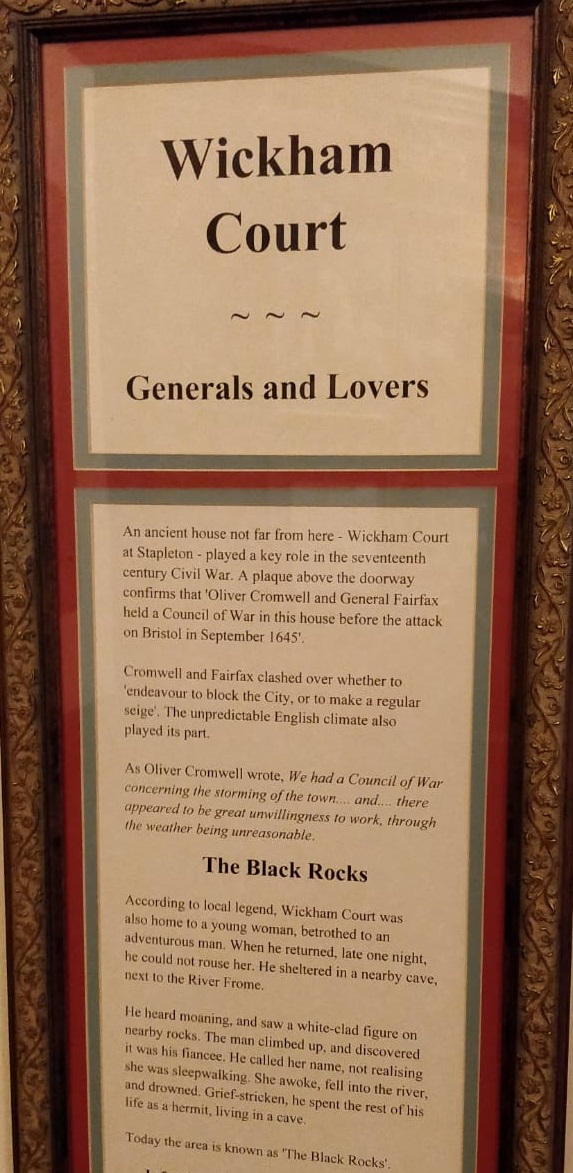 Wickham
Court
~ ~ ~
Generals and Lovers
An ancient house not far from here - Wickham Court
at Stapleton - played a key role in the seventeenth
century Civil War. A plaque above the doorway
confirms that 'Oliver Cromwell and General Fairfax
held a Council of War in this house before the attack
on Bristol in September 1645'.
Cromwell and Fairfax clashed over whether to
'endeavour to block the City, or to make a regular
seige'. The unpredictable English climate also
played its part.
As Oliver Cromwell wrote, We had a Council of War
concerning the storming of the town.... and.... there
appeared to be great unwillingness to work, through
the weather being unreasonable.
The Black Rocks
According to local legend, Wickham Court was
also home to a young woman, betrothed to an
adventurous man. When he returned, late one night,
he could not rouse her. He sheltered in a nearby cave,
next to the River Frome.
He heard moaning, and saw a white-clad figure on
nearby rocks. The man climbed up, and discovered
it was his fiancee. He called her name, not realising
she was sleepwalking. She awoke, fell into the river,
and drowned. Grief-stricken, he spent the rest of his
life as a hermit, living in a cave.
Today the area is known as 'The Black Rocks'.